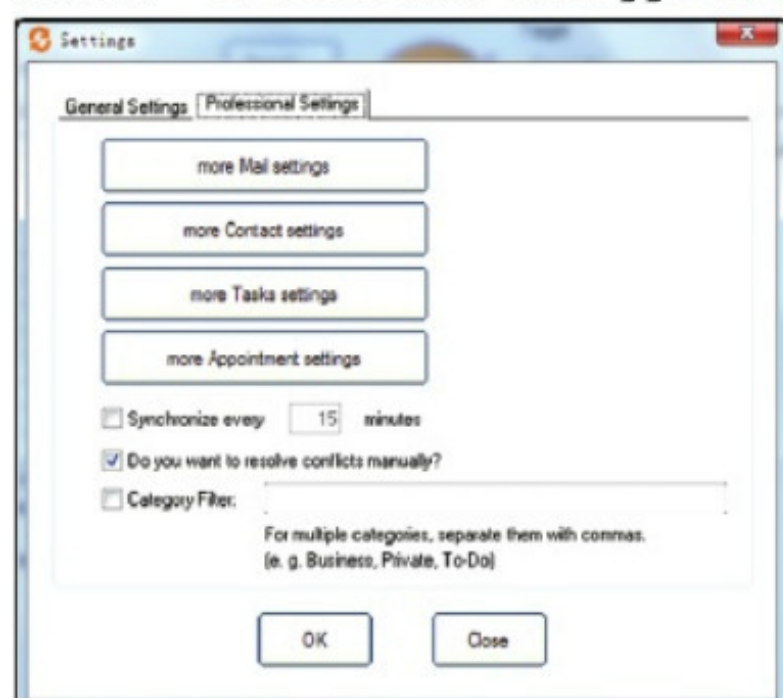 Settings
General Settings Professional Settings
more Mail settings
more Contact settings
more Tasks settings
more Appointment settings
Synchronize every 15 minutes
Do you want to resolve conflicts manually?
Category Filter:
For multiple categories, separate them with commas.
(e. g. Business, Private, To-Do)
OK Close